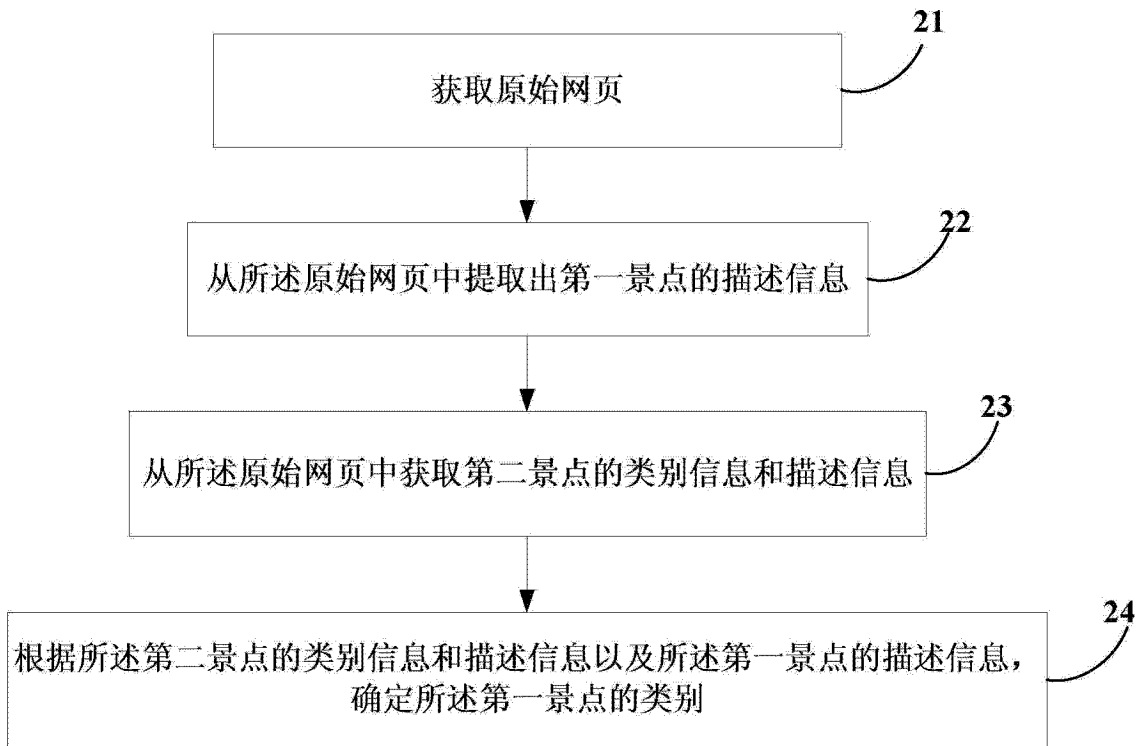 21
获取原始网页
22
从所述原始网页中提取出第一景点的描述信息
23
从所述原始网页中获取第二景点的类别信息和描述信息
24
根据所述第二景点的类别信息和描述信息以及所述第一景点的描述信息，
确定所述第一景点的类别